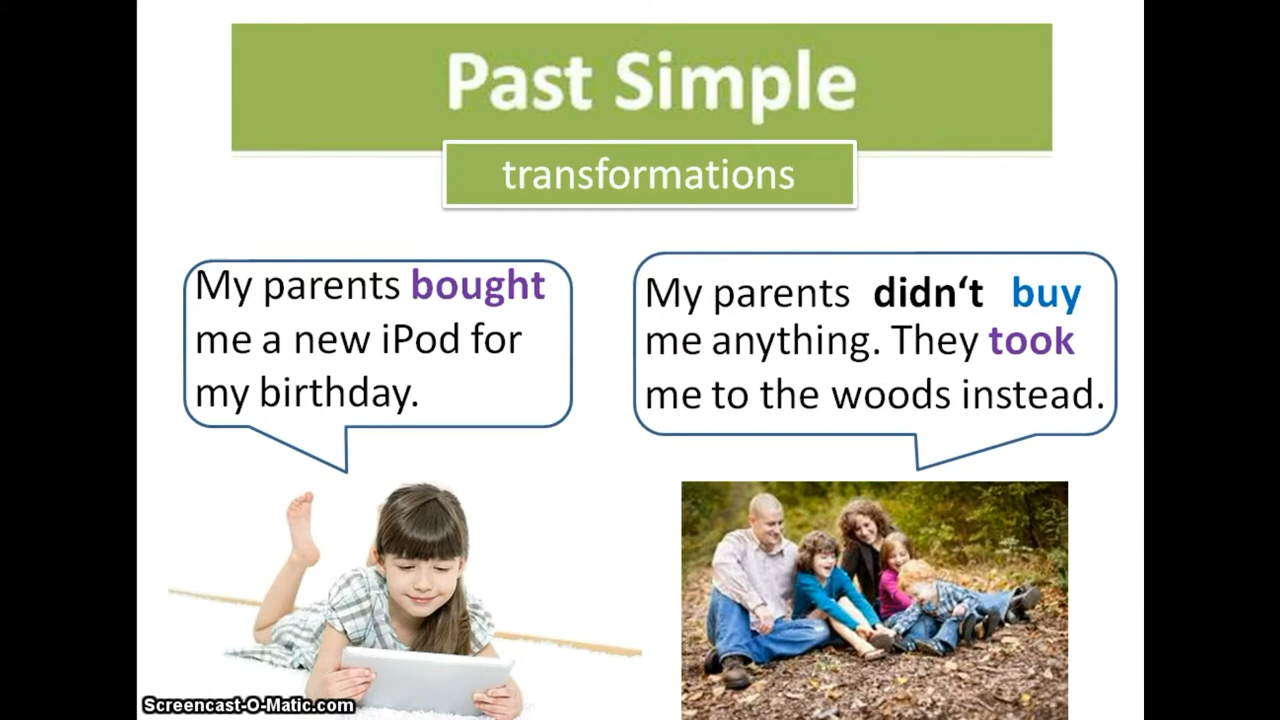 Past Simple
transformations
My parents bought
me a new iPod for
my birthday.
My parents didn‘t buy
me anything. They took
me to the woods instead.
Screencast-O-Matic.com